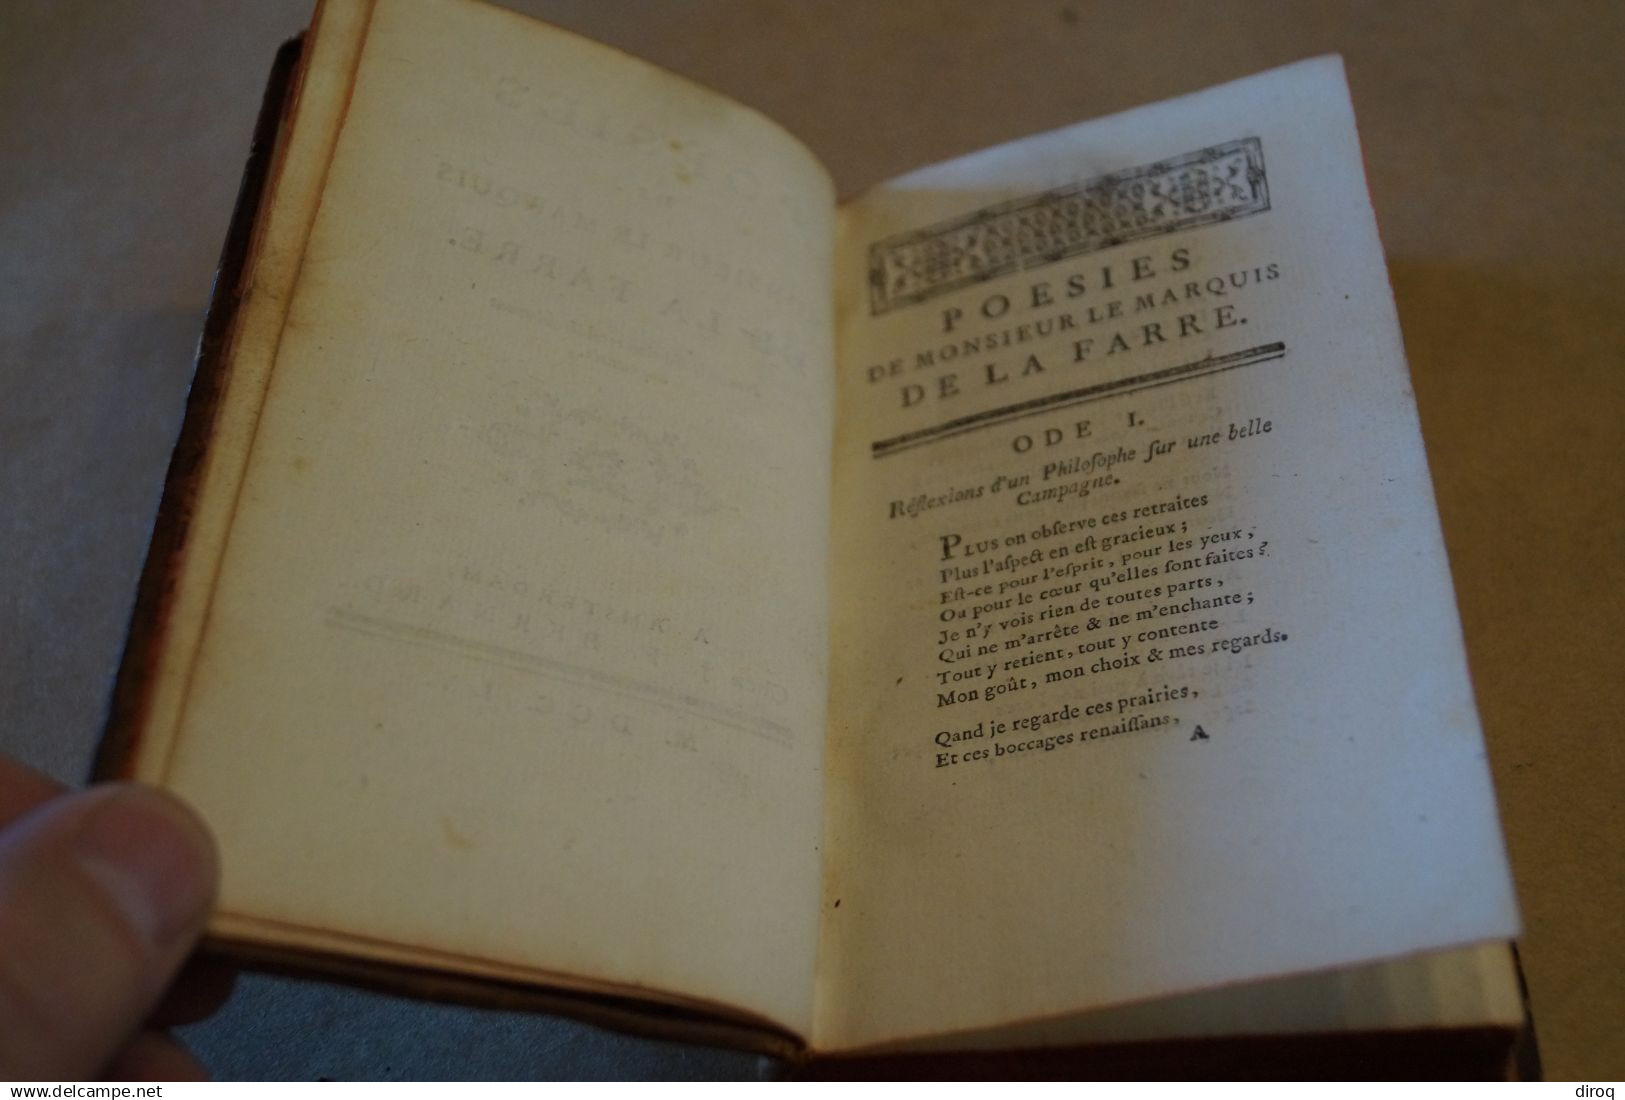 POESIES
DE MONSIEUR LE MARQUIS
DE LA FARRE.
ODE I.
Réflexions d'un Philoſophe ſur une belle
Campagne.
PLUS on obſerve ces retraites
Plus l'aſpect en eſt gracieux ;
Eſt-ce pour l'eſprit, pour les yeux,
Ou pour le cœur qu'elles ſont faites ?
Je n'y vois rien de toutes parts,
Qui ne m'arrête & ne m'enchante ;
Tout y retient, tout y contente
Mon goût, mon choix & mes regards.
Qand je regarde ces prairies,
Et ces boccages renaiſſans,
A
www.delcampe.net
diroq